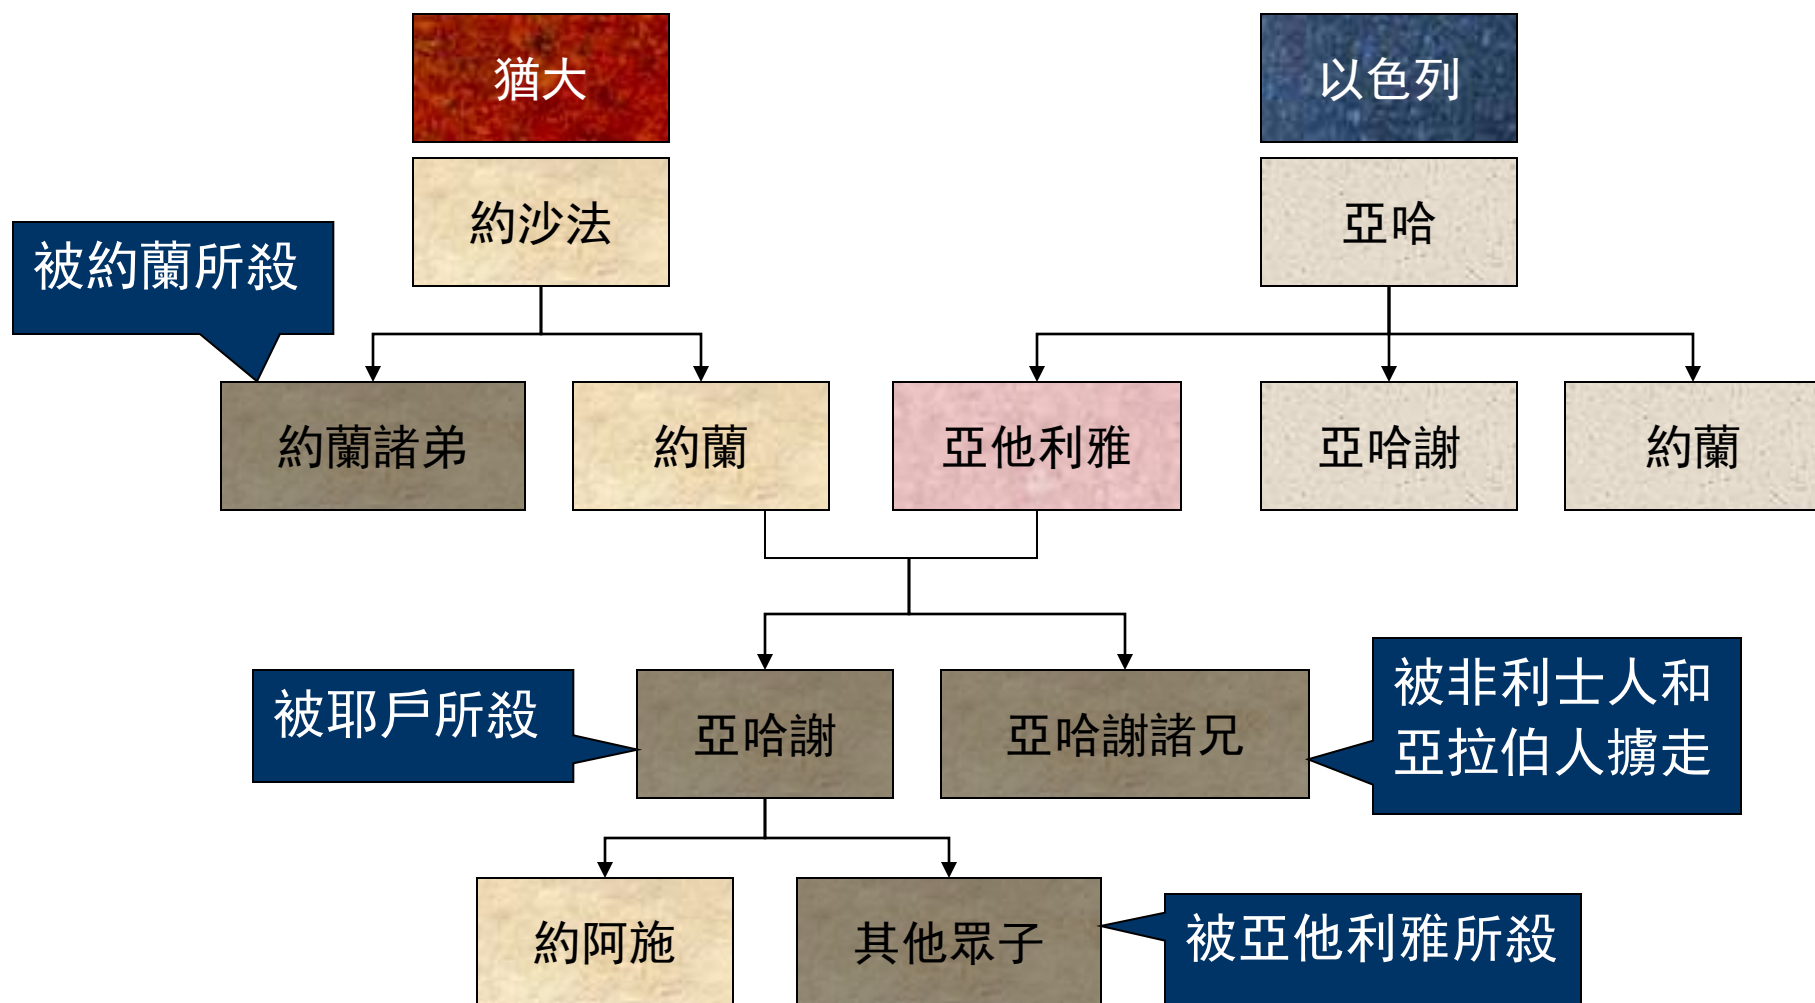 猶大
以色列
約沙法
亞哈
被約蘭所殺
約蘭諸弟
約蘭
亞他利雅
亞哈謝
約蘭
被耶戶所殺
亞哈謝
亞哈謝諸兄
被非利士人和
亞拉伯人擄走
約阿施
其他眾子
被亞他利雅所殺